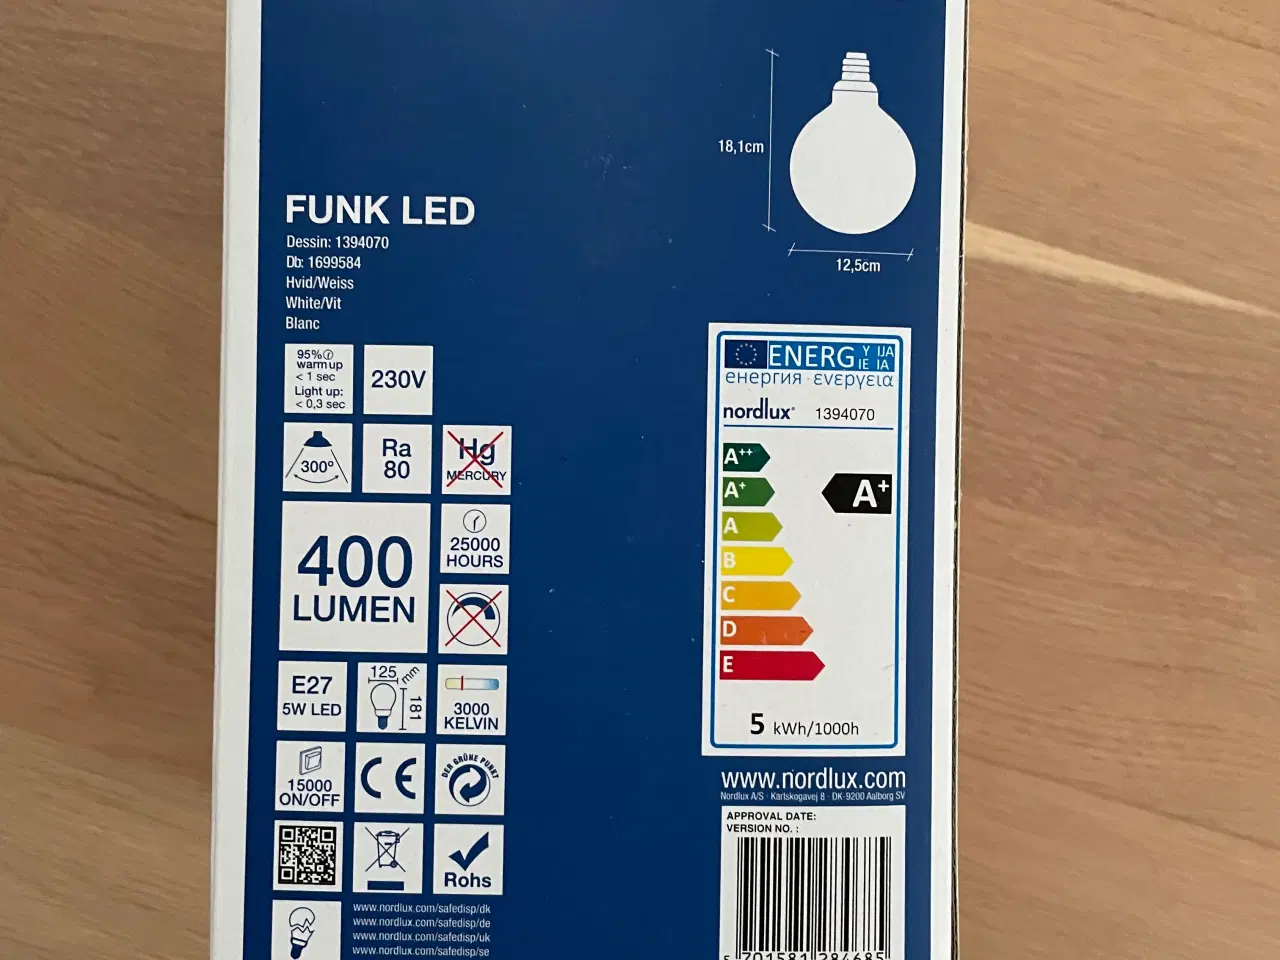 18,1cm
12,5cm
FUNK LED
Dessin: 1394070
Db: 1699584
Hvid/Weiss
White/Vit
Blanc
95%
warm up
< 1 sec
Light up:
< 0,3 sec
230V
300°
Ra
80
Hg
MERCURY
400
LUMEN
25000
HOURS
E27
5W LED
125 mm
181
3000
KELVIN
15000
ON/OFF
CE
DER GRÜNE PUNKT
Rohs
www.nordlux.com/safedisp/dk
www.nordlux.com/safedisp/de
www.nordlux.com/safedisp/uk
www.nordlux.com/safedisp/se
ENERG Y IJA
IE IA
енергия · ενεργεια
nordlux® 1394070
A++
A+
A+
A
B
C
D
E
5 kWh/1000h
www.nordlux.com
Nordlux A/S · Karlskogavej 8 · DK-9200 Aalborg SV
APPROVAL DATE:
VERSION NO. :
5 701581 284685